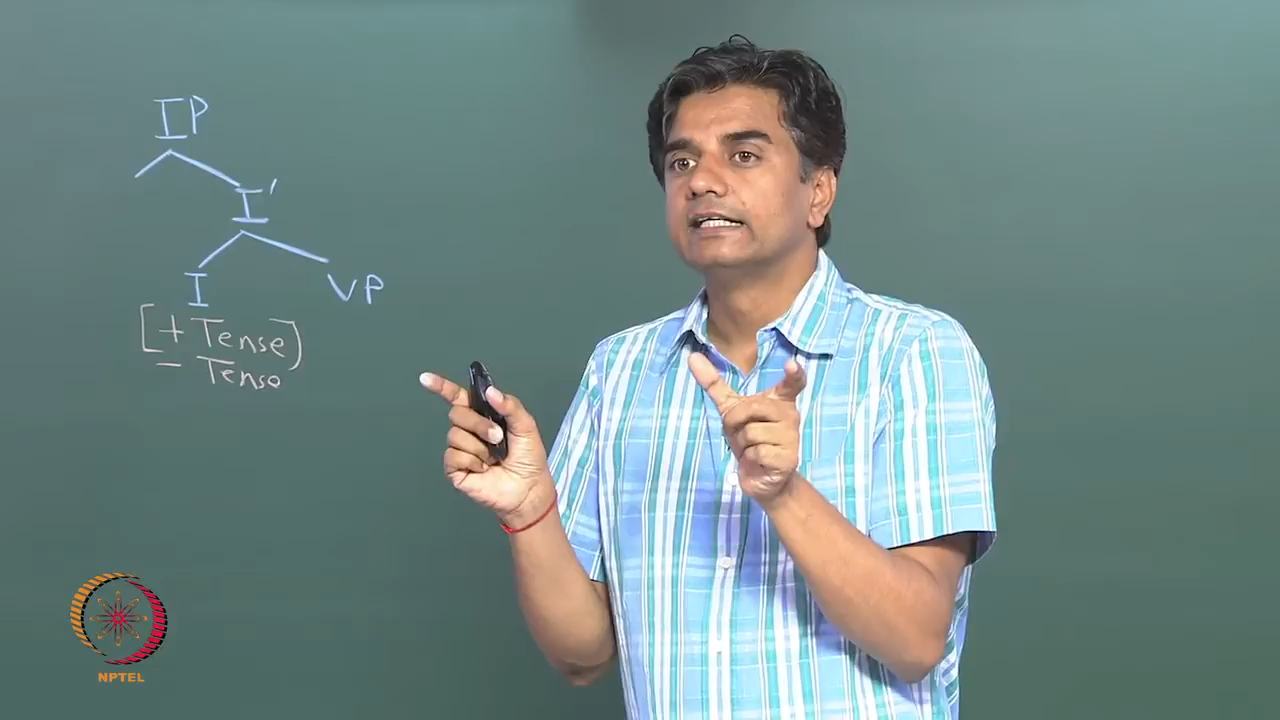 IP
I'
I VP
[+ Tense]
- Tense
NPTEL